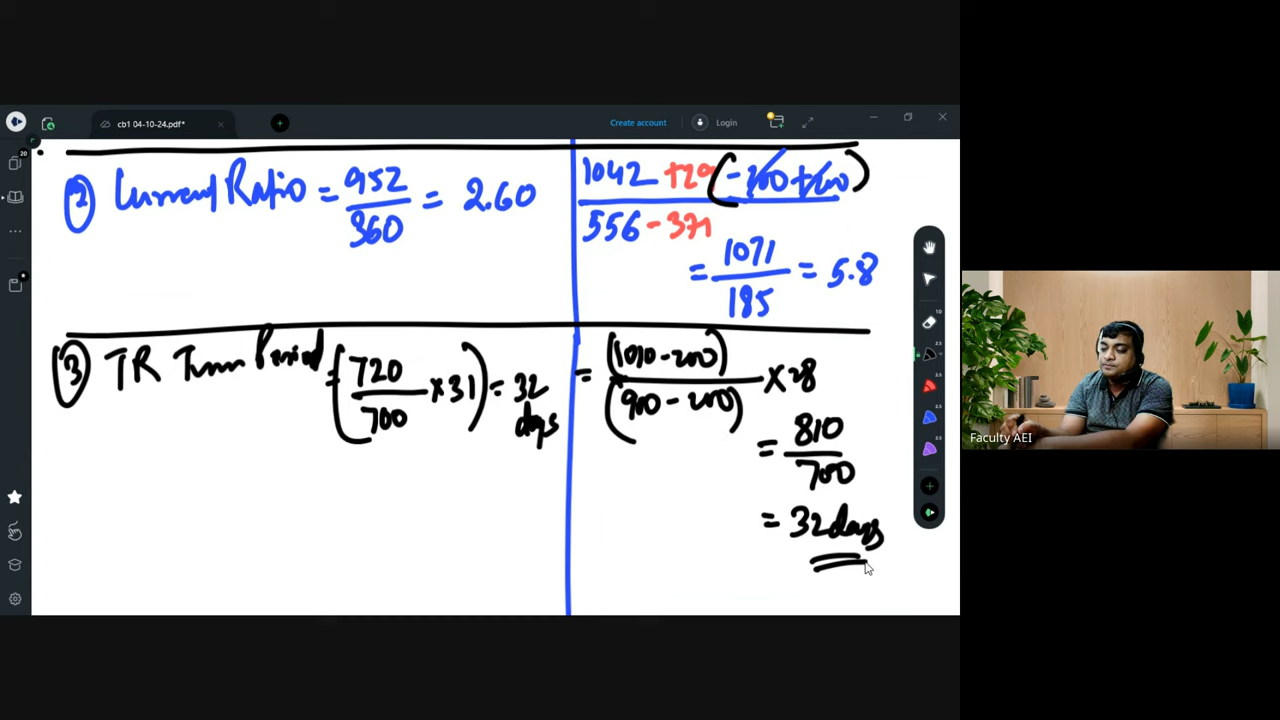 cb1 04-10-24.pdf*
Create account
Login
② Current Ratio = 952/360 = 2.60
1042 +29 (-200+200)
556 - 371
= 1071/185 = 5.8
③ TR Turn Period = (720/700 × 31) = 32 days
= (1010-200)/(900-200) × 28
= 810/700
= 32 days
Faculty AEI